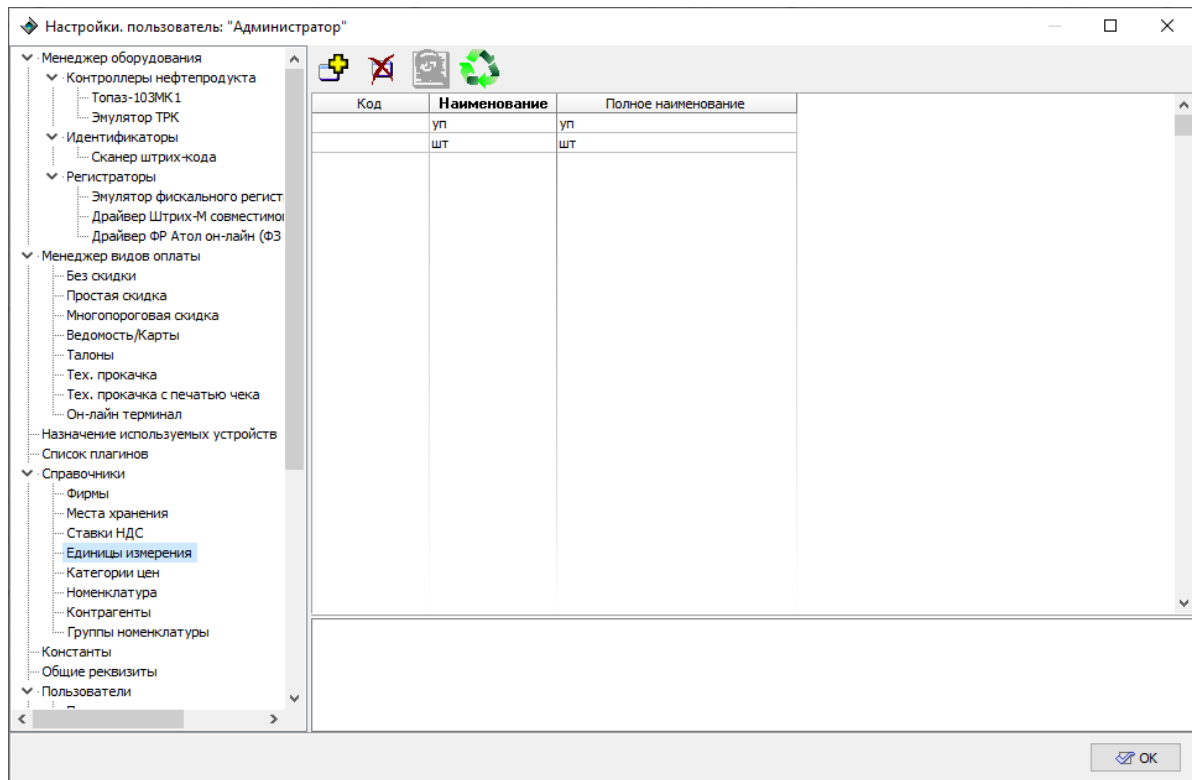 Настройки. пользователь: "Администратор"
Менеджер оборудования
Контроллеры нефтепродукта
Топаз-103МК1
Эмулятор ТРК
Идентификаторы
Сканер штрих-кода
Регистраторы
Эмулятор фискального регист
Драйвер Штрих-М совместимо
Драйвер ФР Атол он-лайн (ФЗ
Менеджер видов оплаты
Без скидки
Простая скидка
Многопороговая скидка
Ведомость/Карты
Талоны
Тех. прокачка
Тех. прокачка с печатью чека
Он-лайн терминал
Назначение используемых устройств
Список плагинов
Справочники
Фирмы
Места хранения
Ставки НДС
Единицы измерения
Категории цен
Номенклатура
Контрагенты
Группы номенклатуры
Константы
Общие реквизиты
Пользователи
Код Наименование Полное наименование
уп уп
шт шт
OK